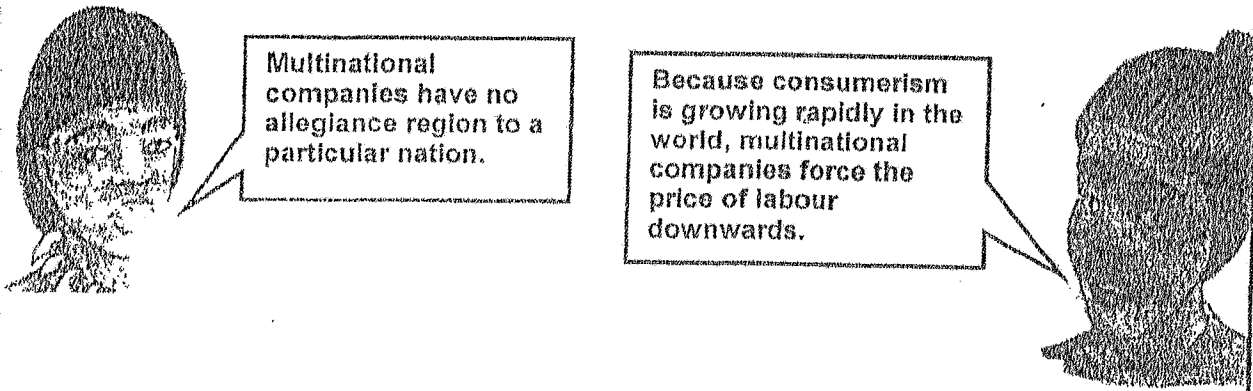 Multinational
companies have no
allegiance region to a
particular nation.
Because consumerism
is growing rapidly in the
world, multinational
companies force the
price of labour
downwards.